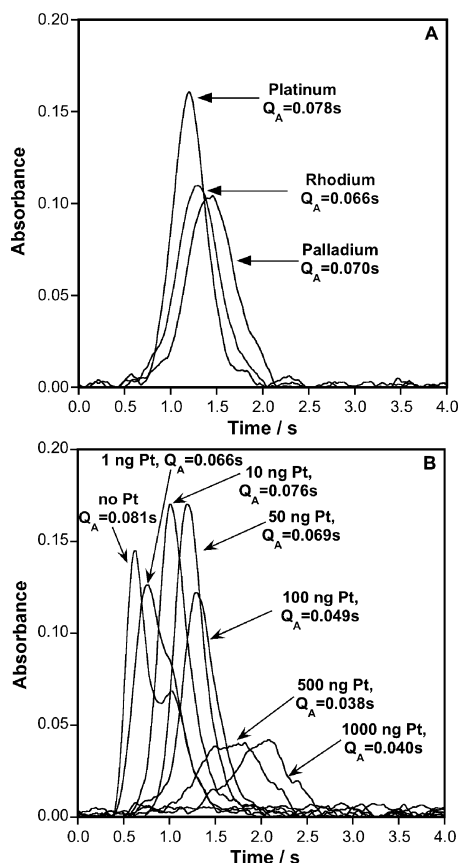 A
0.20
0.15
0.10
0.05
0.00
Absorbance
Platinum
QA=0.078s
Rhodium
QA=0.066s
Palladium
QA=0.070s
0.0 0.5 1.0 1.5 2.0 2.5 3.0 3.5 4.0
Time / s
B
0.20
0.15
0.10
0.05
0.00
Absorbance
1 ng Pt, QA=0.066s
no Pt
QA=0.081s
10 ng Pt,
QA=0.076s
50 ng Pt,
QA=0.069s
100 ng Pt,
QA=0.049s
500 ng Pt,
QA=0.038s
1000 ng Pt,
QA=0.040s
0.0 0.5 1.0 1.5 2.0 2.5 3.0 3.5 4.0
Time / s